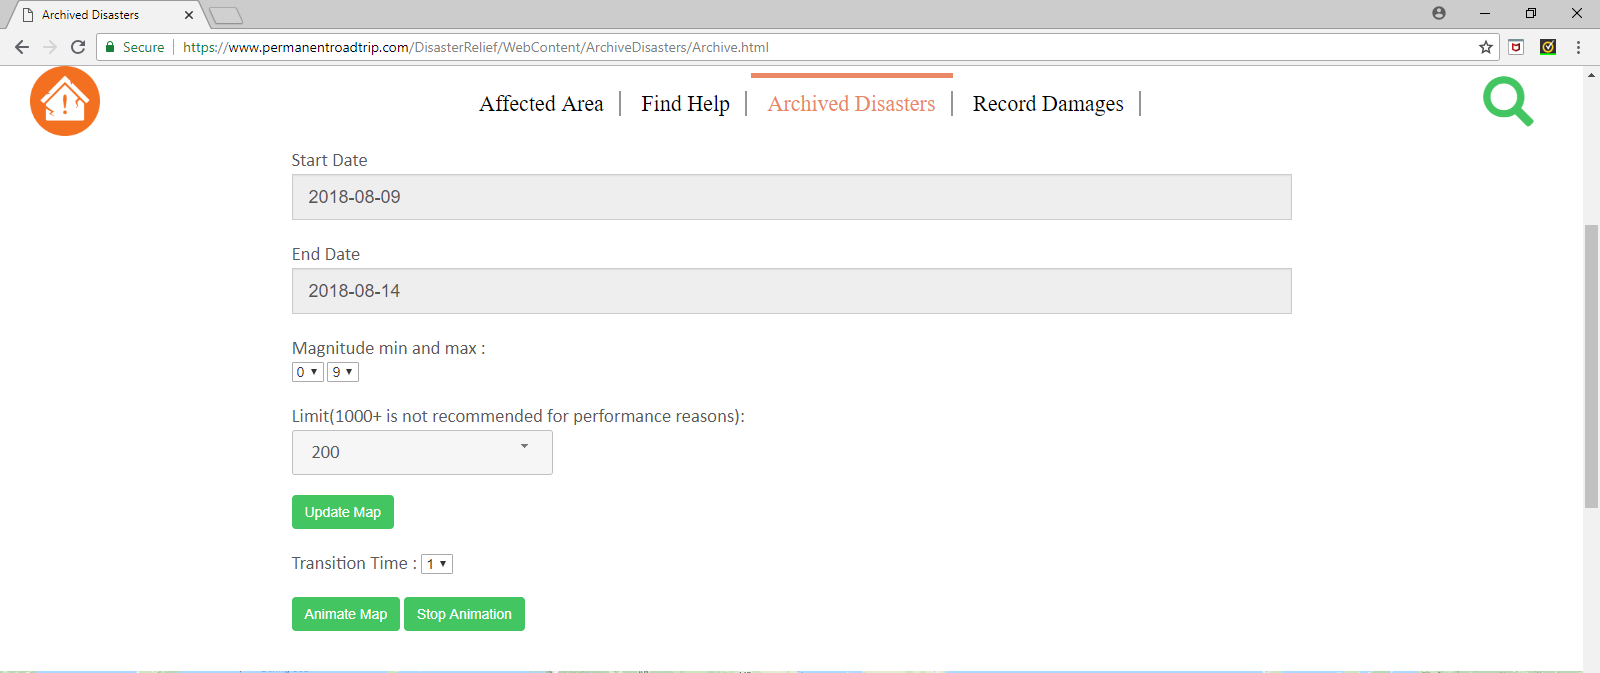 Archived Disasters
Secure https://www.permanentroadtrip.com/DisasterRelief/WebContent/ArchiveDisasters/Archive.html
Affected Area | Find Help | Archived Disasters | Record Damages |
Start Date
2018-08-09
End Date
2018-08-14
Magnitude min and max :
0 9
Limit(1000+ is not recommended for performance reasons):
200
Update Map
Transition Time : 1
Animate Map Stop Animation